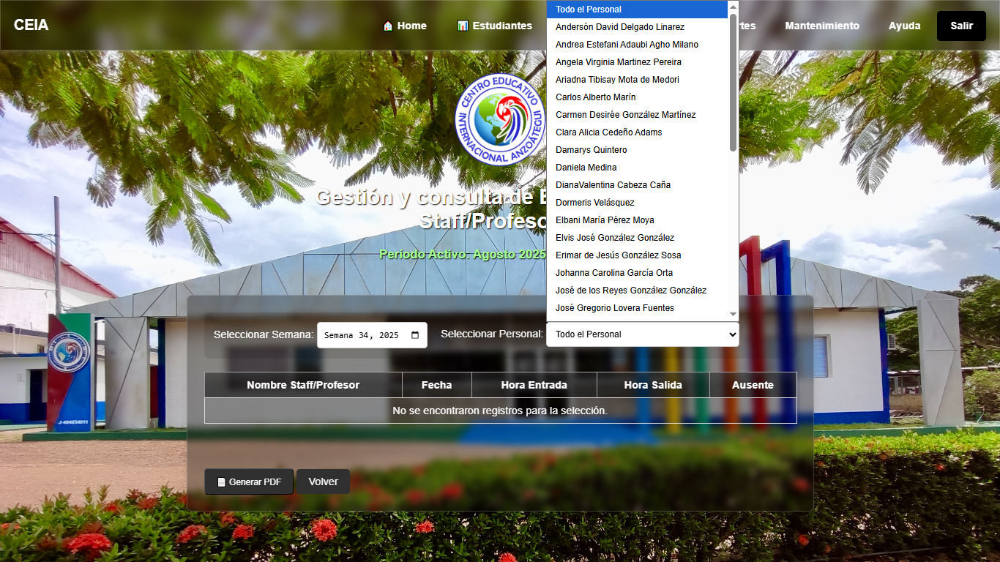 CEIA
Home
Estudiantes
rtes
Mantenimiento
Ayuda
Salir
Todo el Personal
Andersón David Delgado Linarez
Andrea Estefani Adaubi Agho Milano
Angela Virginia Martinez Pereira
Ariadna Tibisay Mota de Medori
Carlos Alberto Marín
Carmen Desirée González Martínez
Clara Alicia Cedeño Adams
Damarys Quintero
Daniela Medina
DianaValentina Cabeza Caña
Dormeris Velásquez
Elbani María Pérez Moya
Elvis José González González
Erimar de Jesús González Sosa
Johanna Carolina García Orta
José de los Reyes González González
José Gregorio Lovera Fuentes
CENTRO EDUCATIVO
INTERNACIONAL ANZOÁTEGUI
Gestión y consulta de
Staff/Profeso
Período Activo: Agosto 2025
Seleccionar Semana:
Semana 34, 2025
Seleccionar Personal:
Todo el Personal
Nombre Staff/Profesor
Fecha
Hora Entrada
Hora Salida
Ausente
No se encontraron registros para la selección.
J-404034811
Generar PDF
Volver